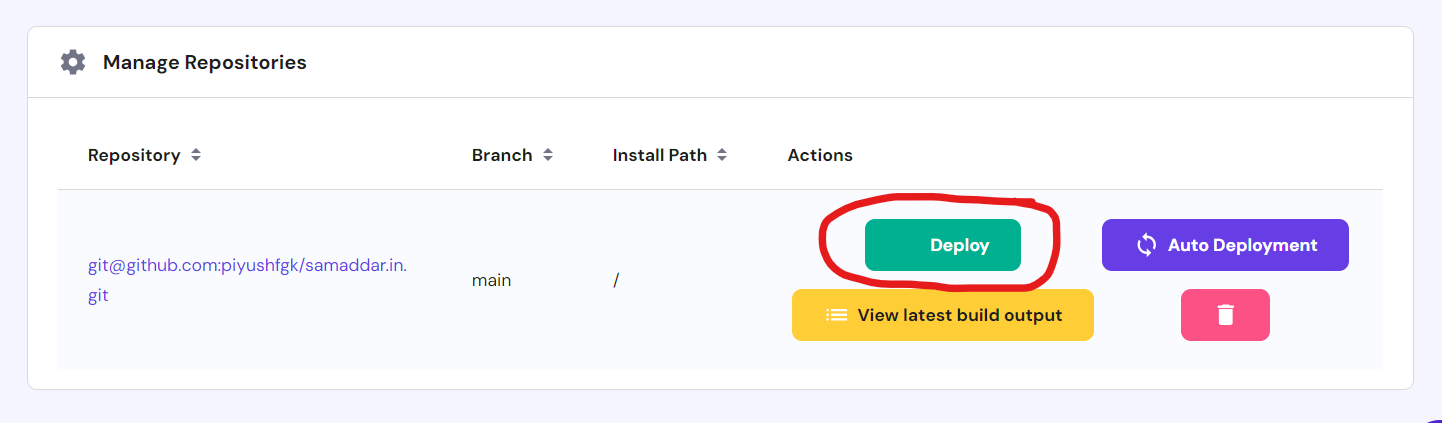 Manage Repositories
Repository Branch Install Path Actions
git@github.com:piyushfgk/samaddar.in.
git
main
/
Deploy
Auto Deployment
View latest build output